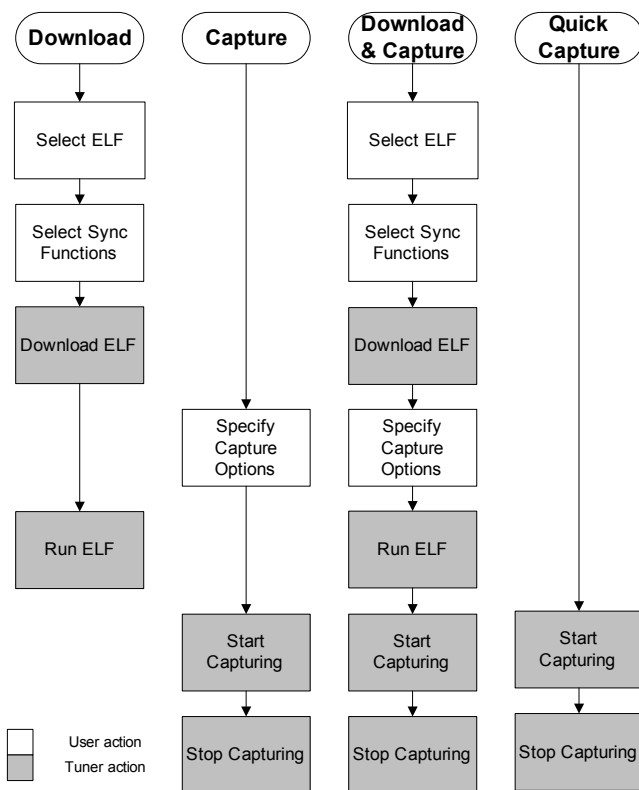 Download
Select ELF
Select Sync
Functions
Download ELF
Run ELF
Capture
Specify
Capture
Options
Start
Capturing
Stop Capturing
Download
& Capture
Select ELF
Select Sync
Functions
Download ELF
Specify
Capture
Options
Run ELF
Start
Capturing
Stop Capturing
Quick
Capture
Start
Capturing
Stop Capturing
User action
Tuner action